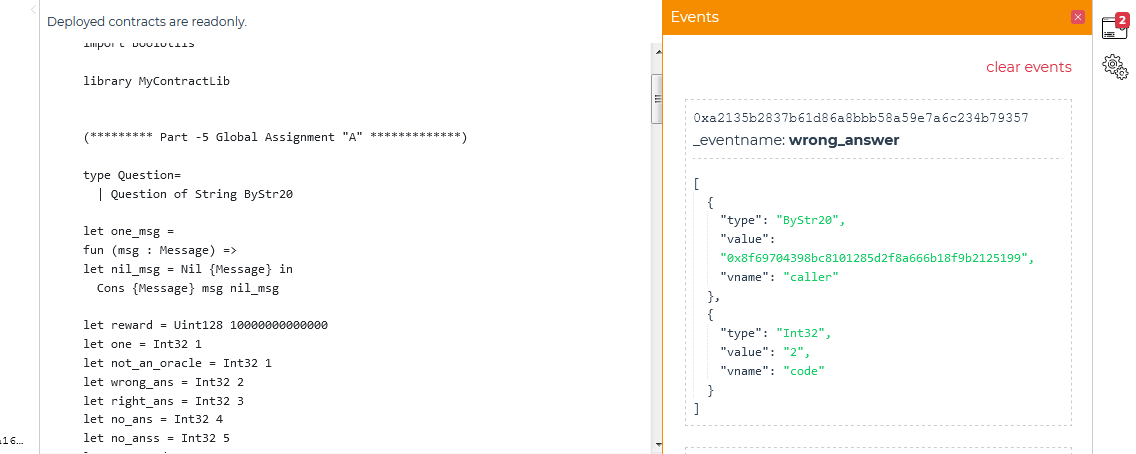 Deployed contracts are readonly.
import BoolUtils
library MyContractLib
(********* Part -5 Global Assignment "A" *************)
type Question=
| Question of String ByStr20
let one_msg =
fun (msg : Message) =>
let nil_msg = Nil {Message} in
Cons {Message} msg nil_msg
let reward = Uint128 10000000000000
let one = Int32 1
let not_an_oracle = Int32 1
let wrong_ans = Int32 2
let right_ans = Int32 3
let no_ans = Int32 4
let no_anss = Int32 5
a16…
Events
2
clear events
0xa2135b2837b61d86a8bbb58a59e7a6c234b79357
_eventname: wrong_answer
[
{
"type": "ByStr20",
"value":
"0x8f69704398bc8101285d2f8a666b18f9b2125199",
"vname": "caller"
},
{
"type": "Int32",
"value": "2",
"vname": "code"
}
]